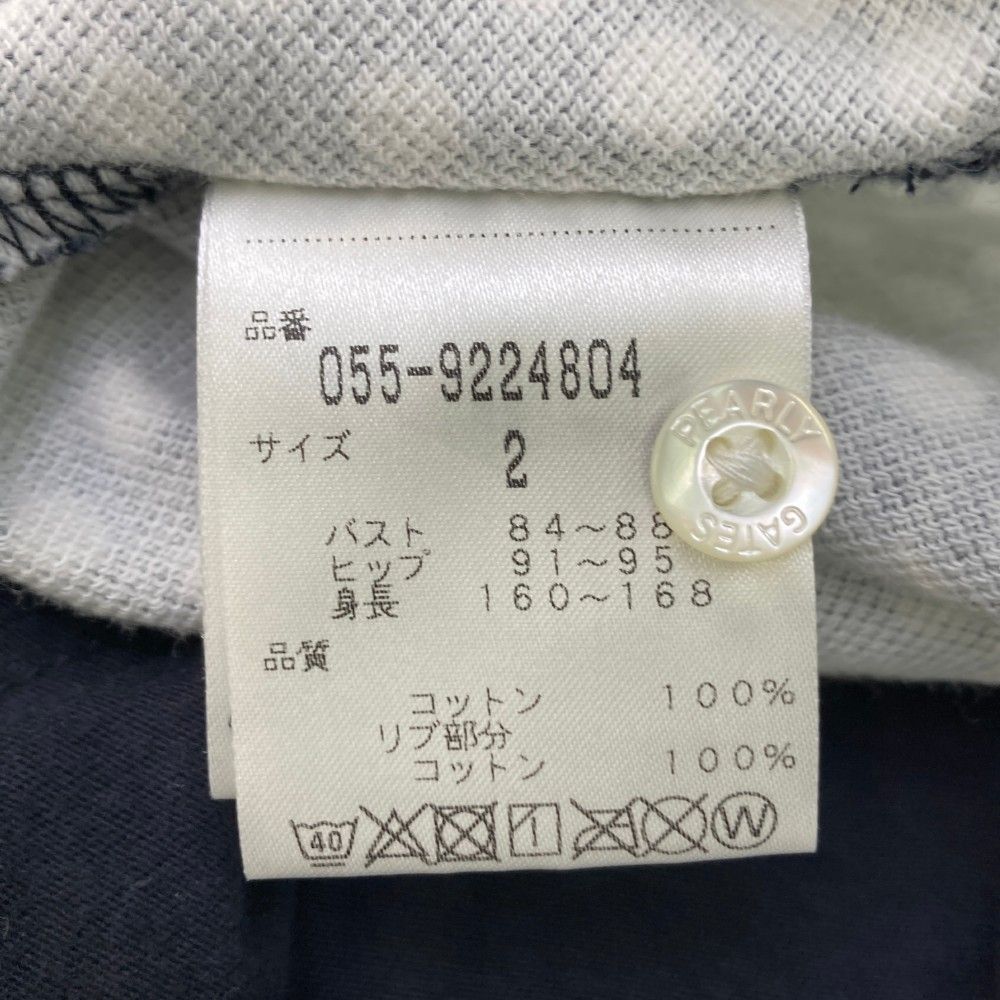 品番
055-9224804
サイズ 2
PEARLY
GATES
バスト 84～88
ヒップ 91～95
身長 160～168
品質
コットン 100%
リブ部分
コットン 100%
40 1 W